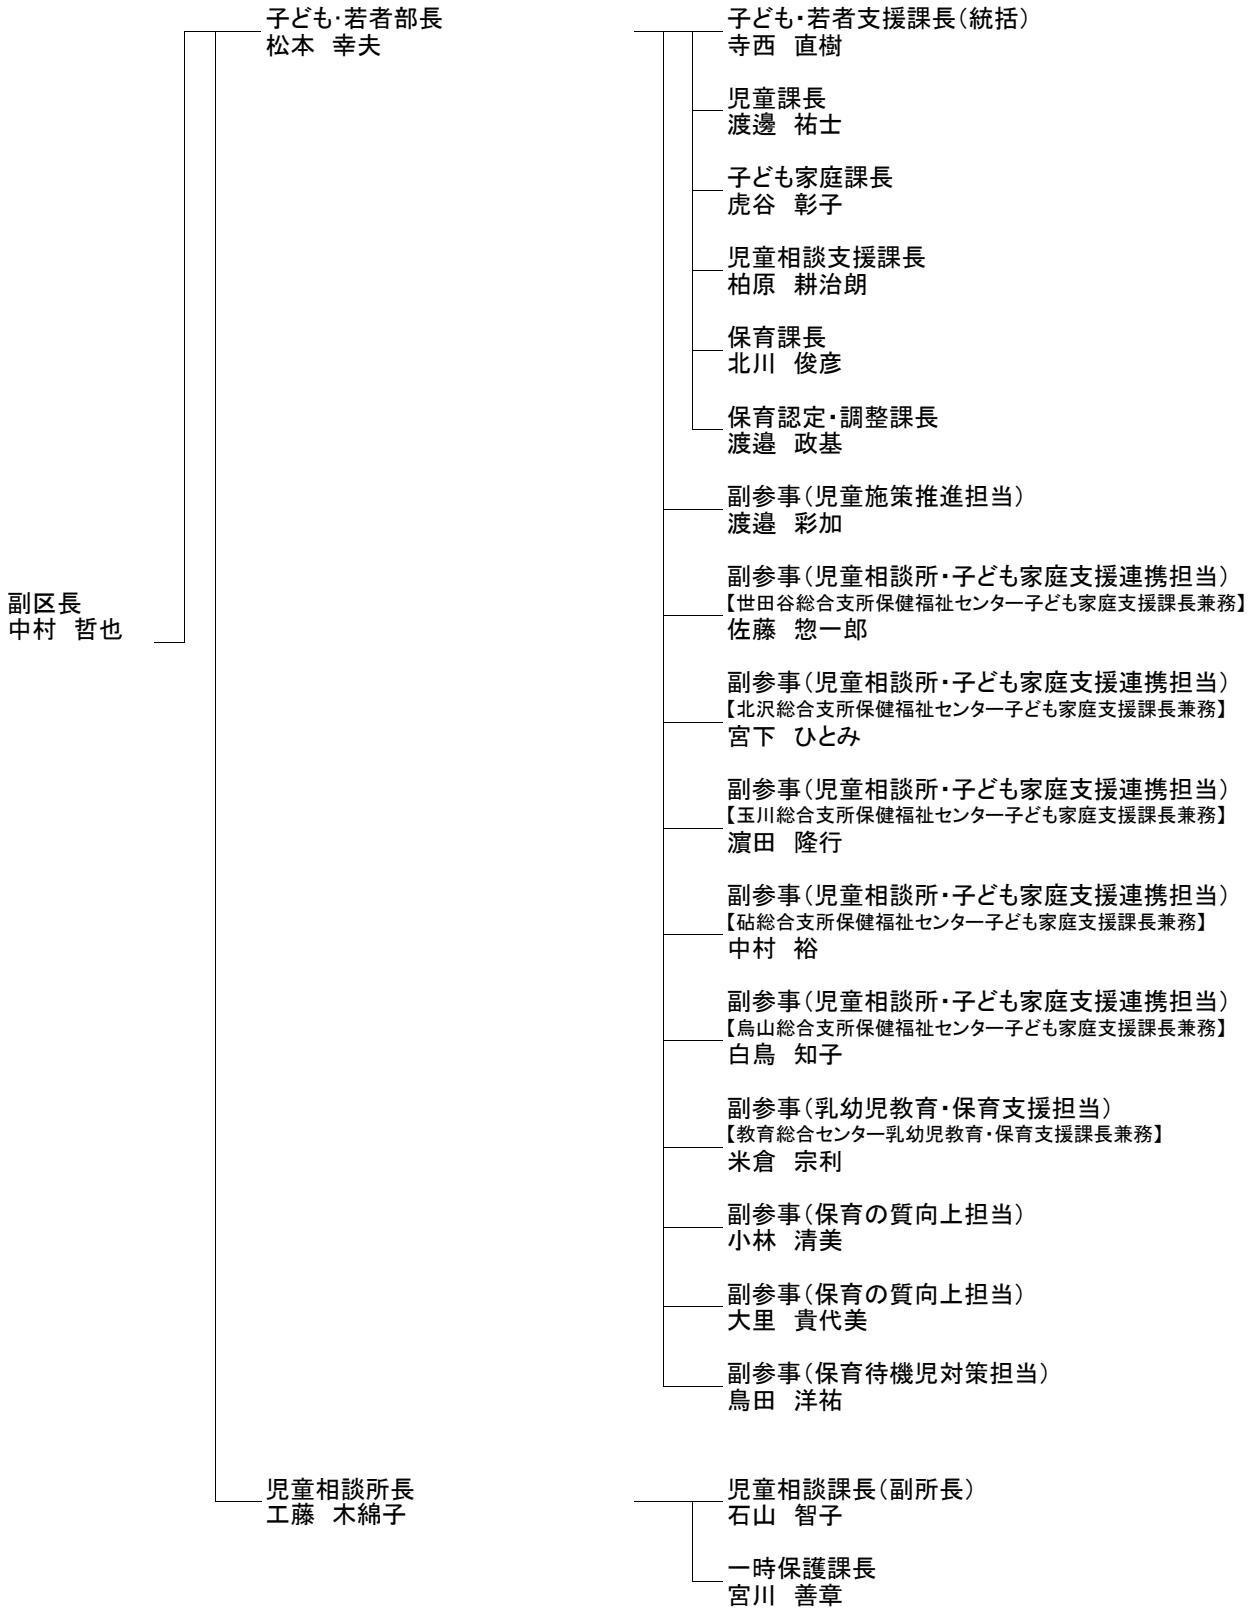 副区長
中村　哲也
子ども・若者部長
松本　幸夫
子ども・若者支援課長（統括）
寺西　直樹
児童課長
渡邊　祐士
子ども家庭課長
虎谷　彰子
児童相談支援課長
柏原　耕治朗
保育課長
北川　俊彦
保育認定・調整課長
渡邉　政基
副参事（児童施策推進担当）
渡邉　彩加
副参事（児童相談所・子ども家庭支援連携担当）
【世田谷総合支所保健福祉センター子ども家庭支援課長兼務】
佐藤　惣一郎
副参事（児童相談所・子ども家庭支援連携担当）
【北沢総合支所保健福祉センター子ども家庭支援課長兼務】
宮下　ひとみ
副参事（児童相談所・子ども家庭支援連携担当）
【玉川総合支所保健福祉センター子ども家庭支援課長兼務】
濵田　隆行
副参事（児童相談所・子ども家庭支援連携担当）
【砧総合支所保健福祉センター子ども家庭支援課長兼務】
中村　裕
副参事（児童相談所・子ども家庭支援連携担当）
【烏山総合支所保健福祉センター子ども家庭支援課長兼務】
白鳥　知子
副参事（乳幼児教育・保育支援担当）
【教育総合センター乳幼児教育・保育支援課長兼務】
米倉　宗利
副参事（保育の質向上担当）
小林　清美
副参事（保育の質向上担当）
大里　貴代美
副参事（保育待機児対策担当）
鳥田　洋祐
児童相談所長
工藤　木綿子
児童相談課長（副所長）
石山　智子
一時保護課長
宮川　善章